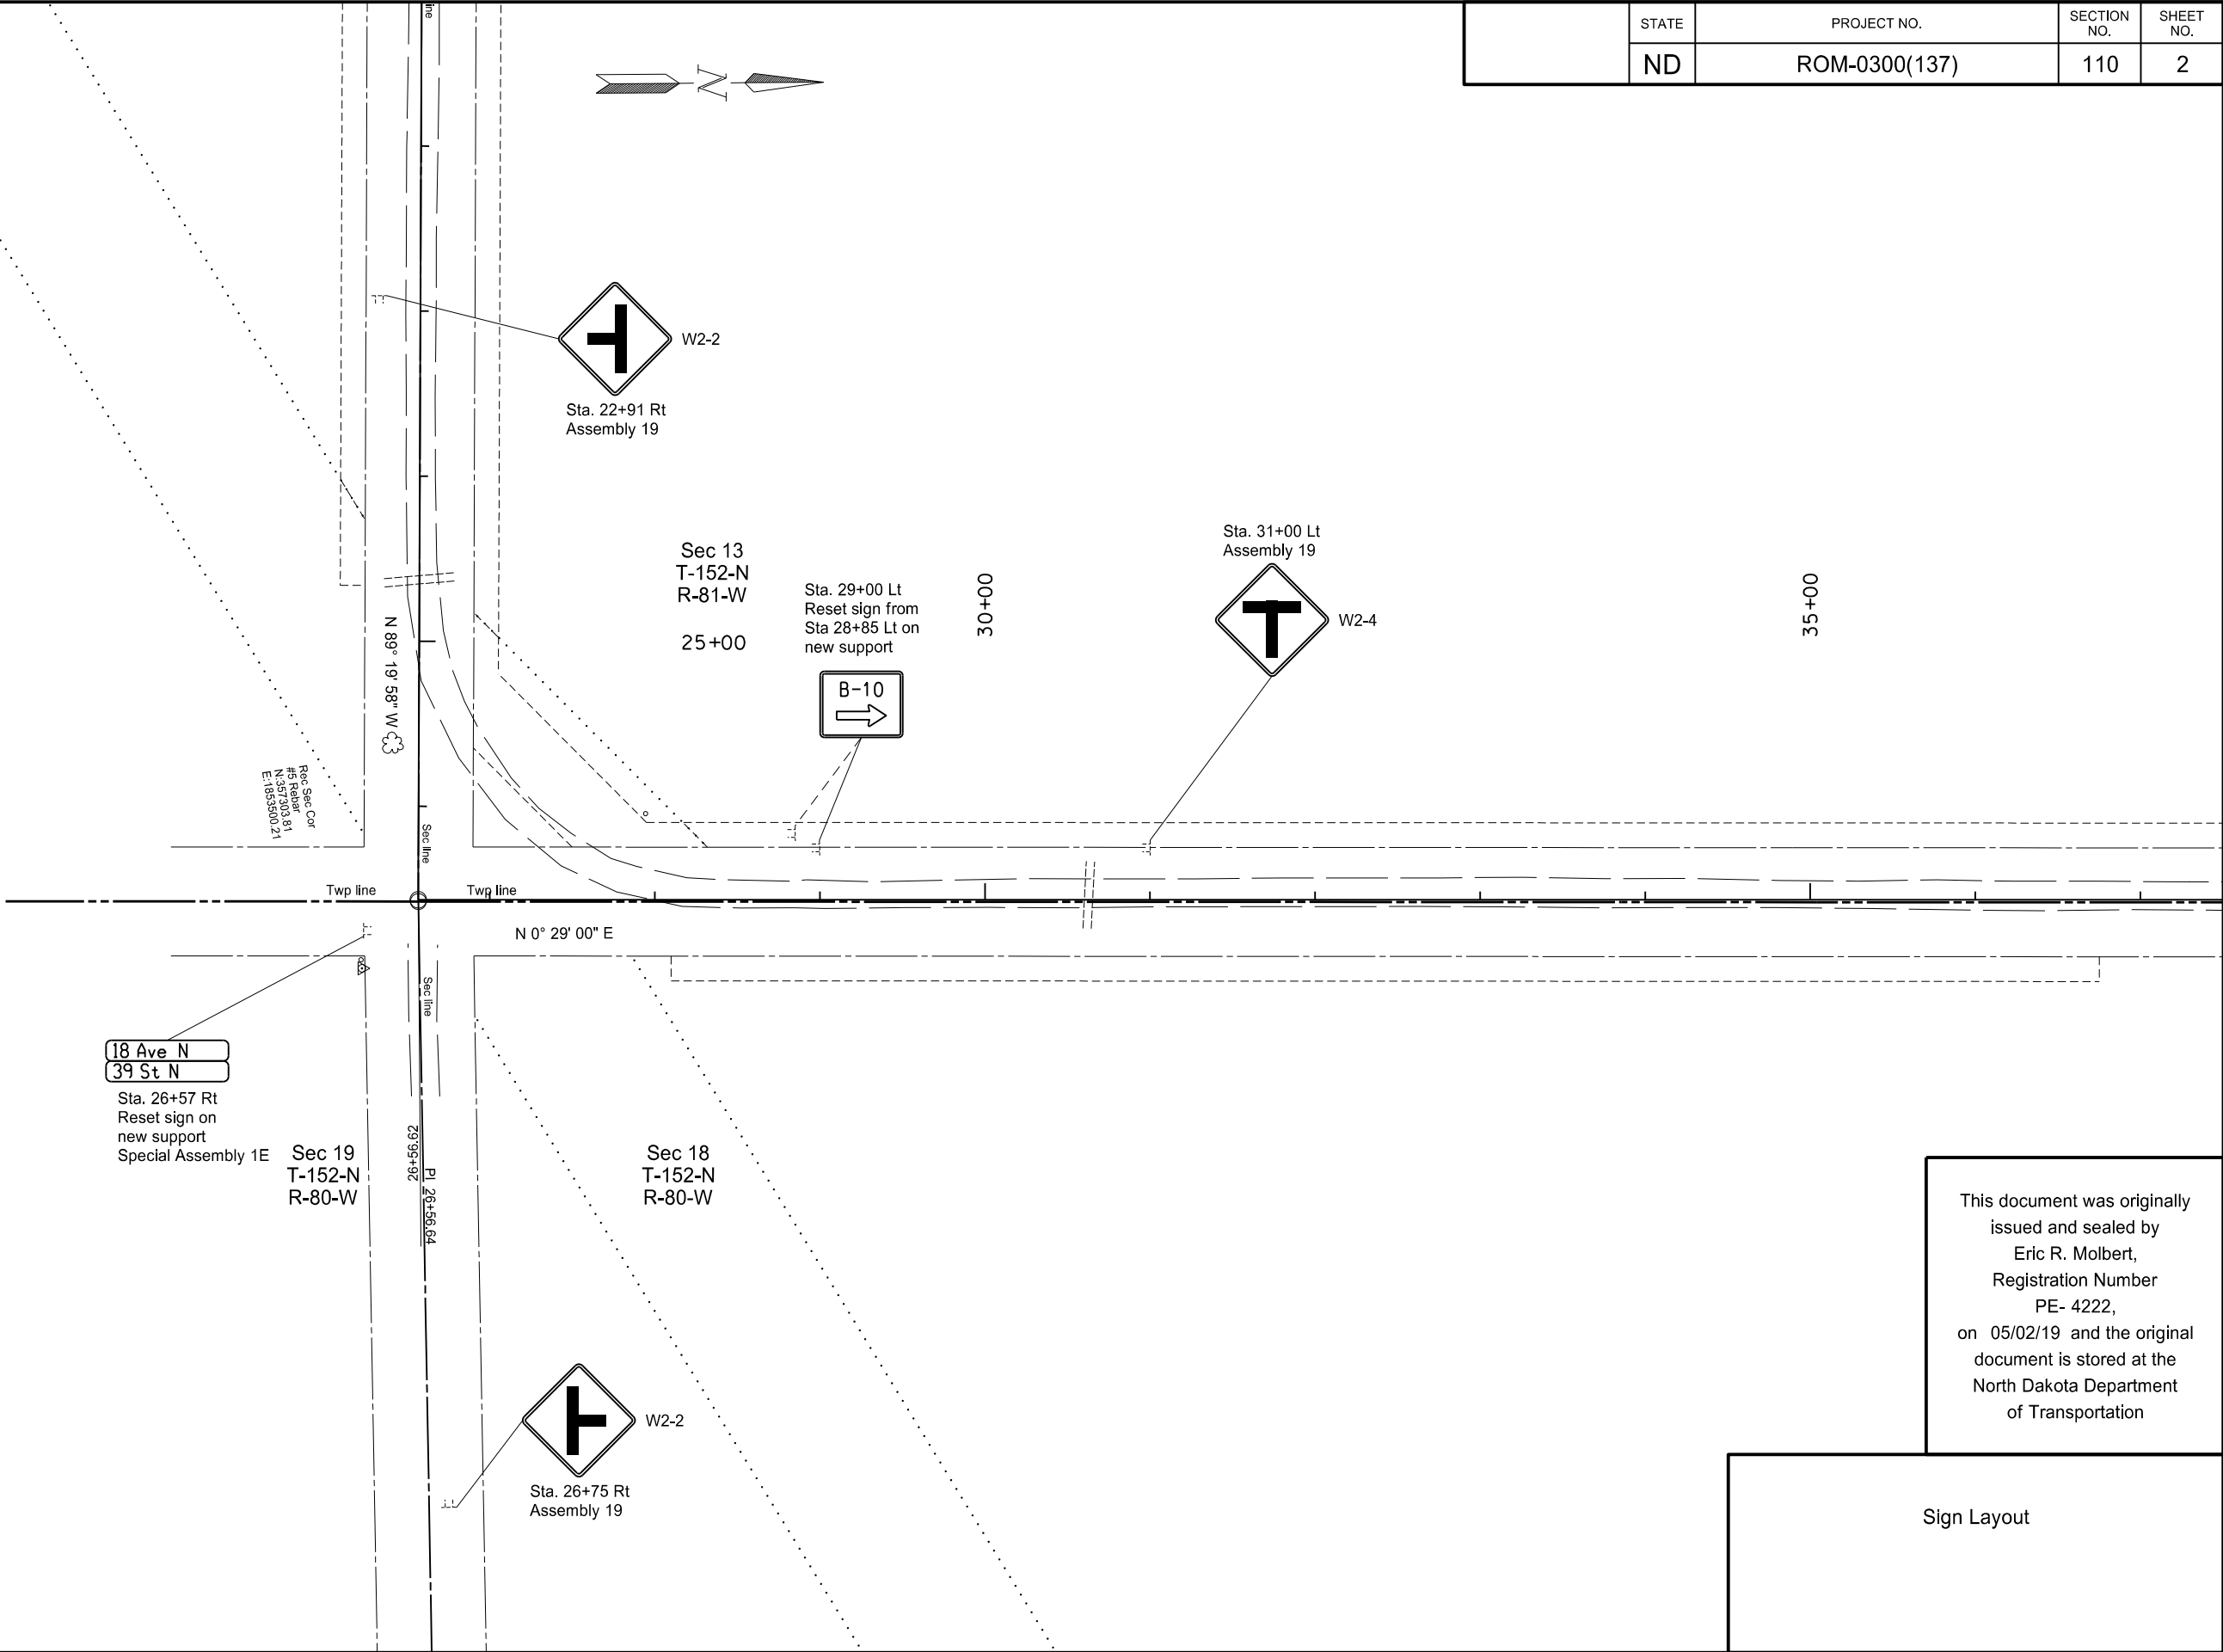 STATE
PROJECT NO.
SECTION NO.
SHEET NO.
ND
ROM-0300(137)
110
2
ine
N
W2-2
Sta. 22+91 Rt
Assembly 19
Sec 13
T-152-N
R-81-W
25+00
Sta. 29+00 Lt
Reset sign from
Sta 28+85 Lt on
new support
B-10
30+00
Sta. 31+00 Lt
Assembly 19
W2-4
35+00
N 89° 19' 58" W
Rec Sec Cor
#5 Rebar
N:357303.81
E:1853500.21
Sec line
Twp line
Twp line
N 0° 29' 00" E
Sec line
18 Ave N
39 St N
Sta. 26+57 Rt
Reset sign on
new support
Special Assembly 1E
Sec 19
T-152-N
R-80-W
26+56.62
PI 26+56.64
Sec 18
T-152-N
R-80-W
W2-2
Sta. 26+75 Rt
Assembly 19
This document was originally
issued and sealed by
Eric R. Molbert,
Registration Number
PE- 4222,
on 05/02/19 and the original
document is stored at the
North Dakota Department
of Transportation
Sign Layout